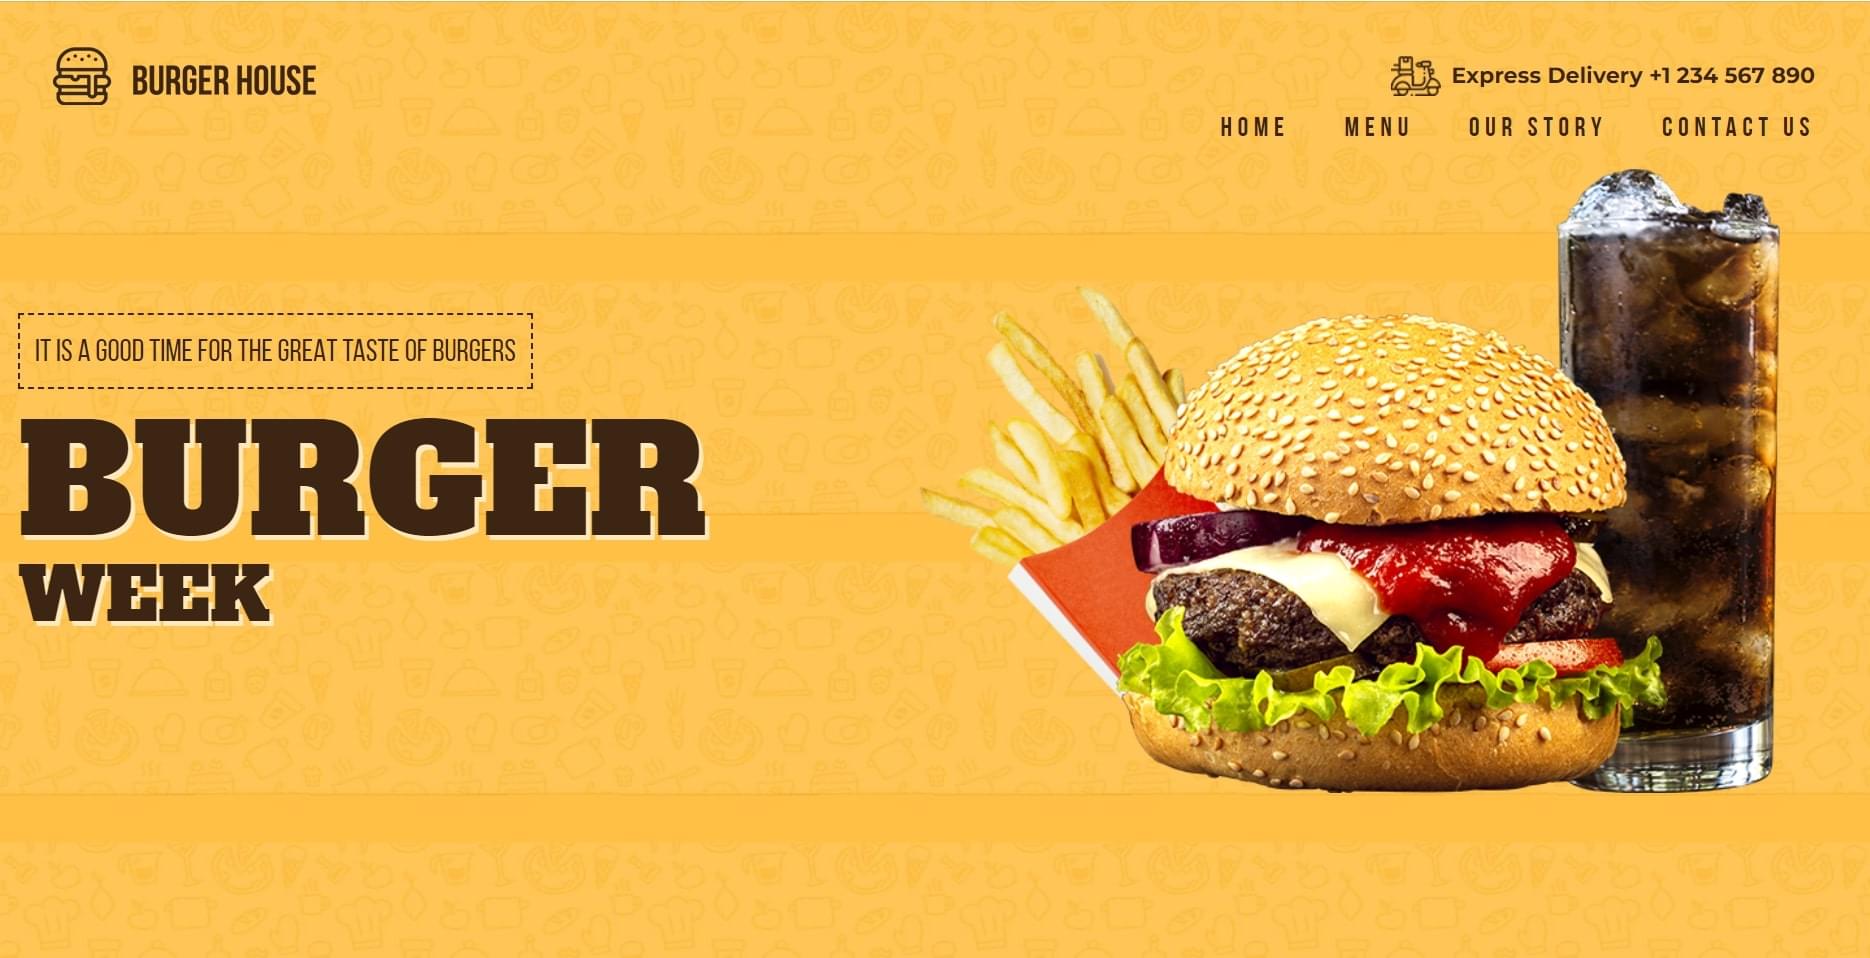 BURGER HOUSE
Express Delivery +1 234 567 890
HOME MENU OUR STORY CONTACT US
IT IS A GOOD TIME FOR THE GREAT TASTE OF BURGERS
BURGER
WEEK